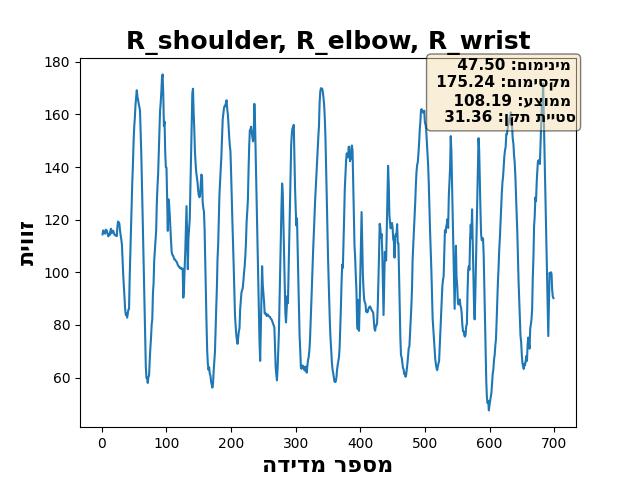 R_shoulder, R_elbow, R_wrist
מינימום: 47.50
מקסימום: 175.24
ממוצע: 108.19
סטיית תקן: 31.36
180
160
140
120
100
80
60
זווית
0 100 200 300 400 500 600 700
מספר מדידה